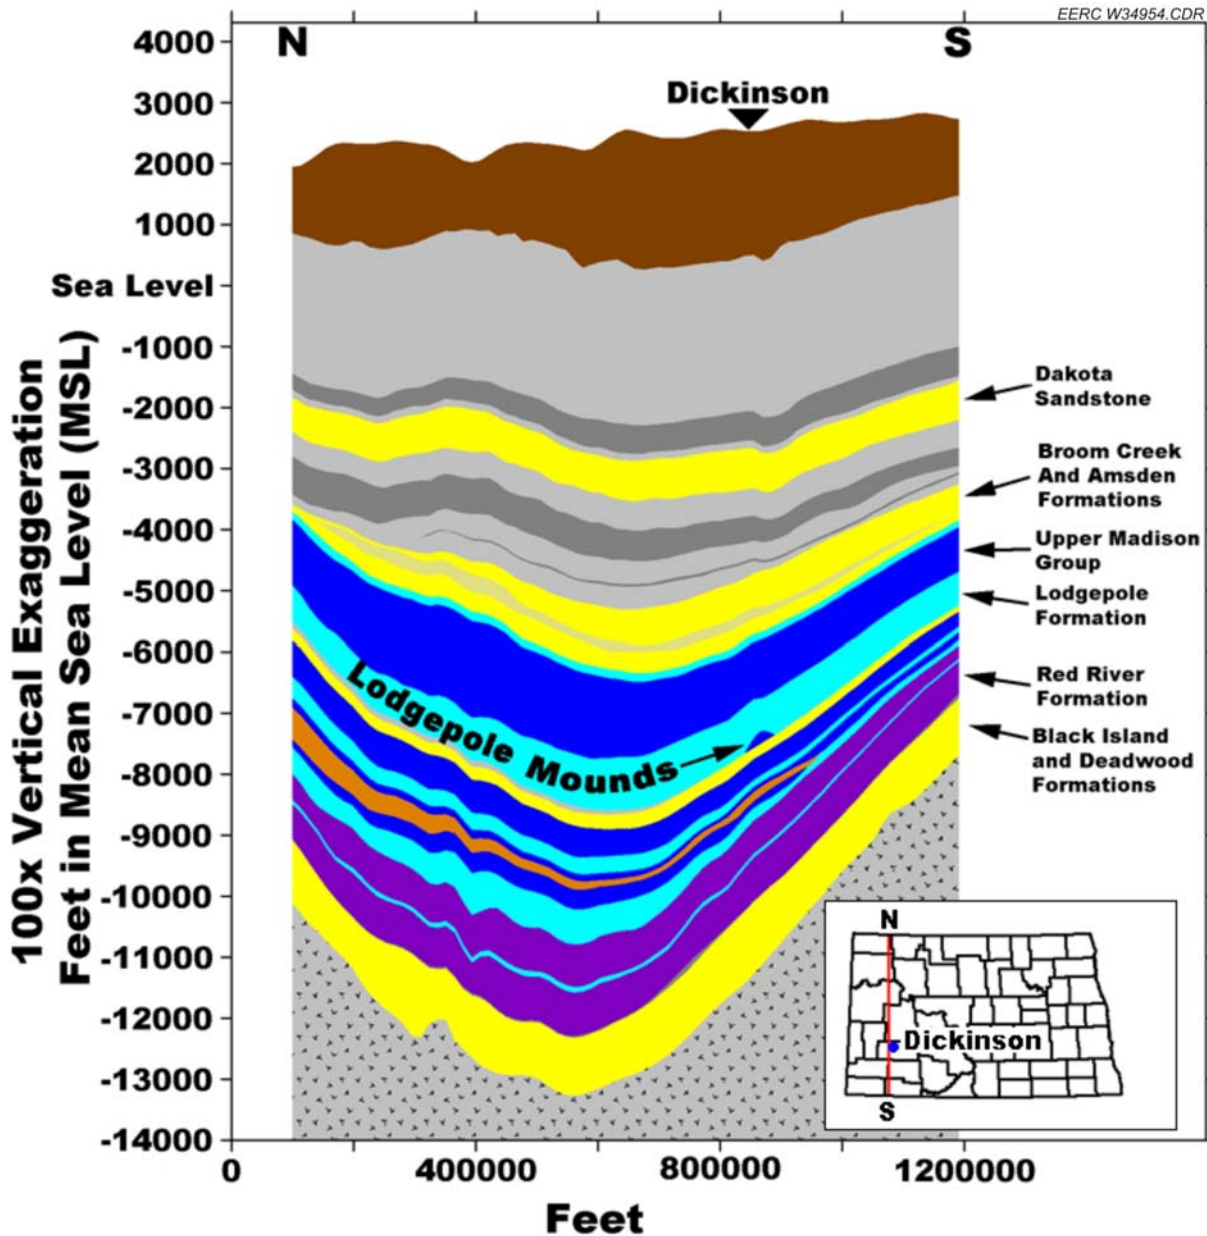 EERC W34954.CDR
N
S
Dickinson
4000
3000
2000
1000
Sea Level
-1000
-2000
-3000
-4000
-5000
-6000
-7000
-8000
-9000
-10000
-11000
-12000
-13000
-14000
100x Vertical Exaggeration
Feet in Mean Sea Level (MSL)
Dakota
Sandstone
Broom Creek
And Amsden
Formations
Upper Madison
Group
Lodgepole
Formation
Red River
Formation
Black Island
and Deadwood
Formations
Lodgepole Mounds
N
Dickinson
S
0
400000
800000
1200000
Feet